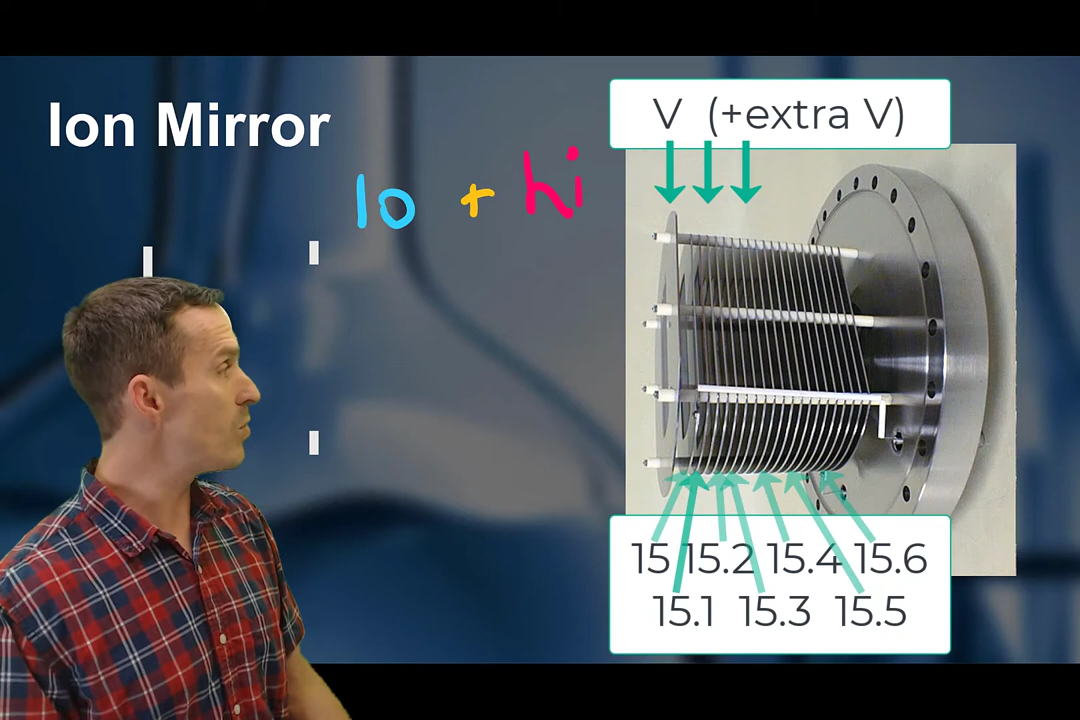 Ion Mirror
lo + hi
V (+extra V)
15 15.2 15.4 15.6
15.1 15.3 15.5